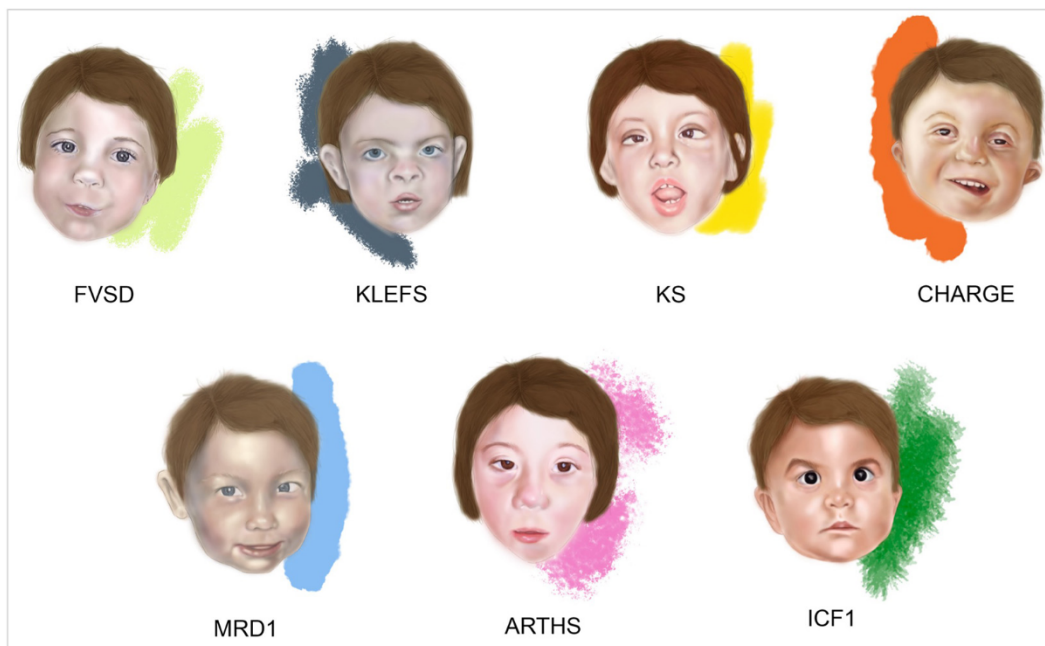 FVSD
KLEFS
KS
CHARGE
MRD1
ARTHS
ICF1